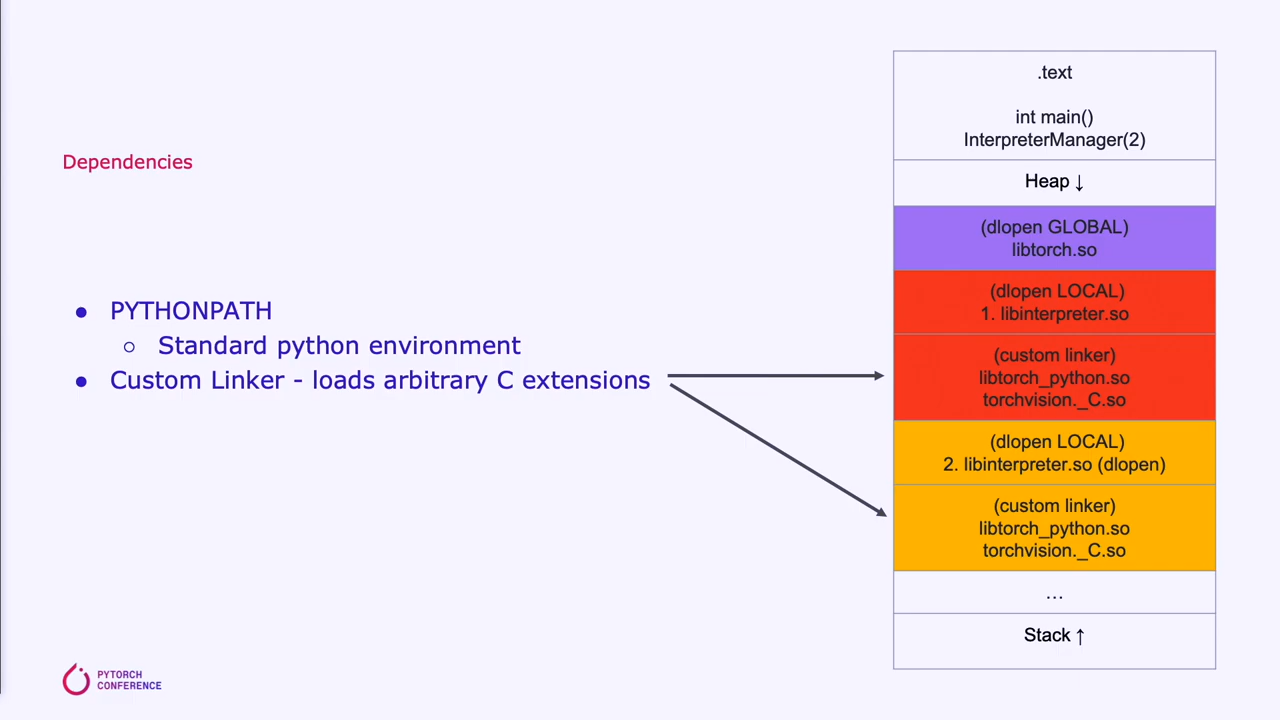 Dependencies
● PYTHONPATH
○ Standard python environment
● Custom Linker - loads arbitrary C extensions
.text
int main()
InterpreterManager(2)
Heap ↓
(dlopen GLOBAL)
libtorch.so
(dlopen LOCAL)
1. libinterpreter.so
(custom linker)
libtorch_python.so
torchvision._C.so
(dlopen LOCAL)
2. libinterpreter.so (dlopen)
(custom linker)
libtorch_python.so
torchvision._C.so
...
Stack ↑
PYTORCH
CONFERENCE